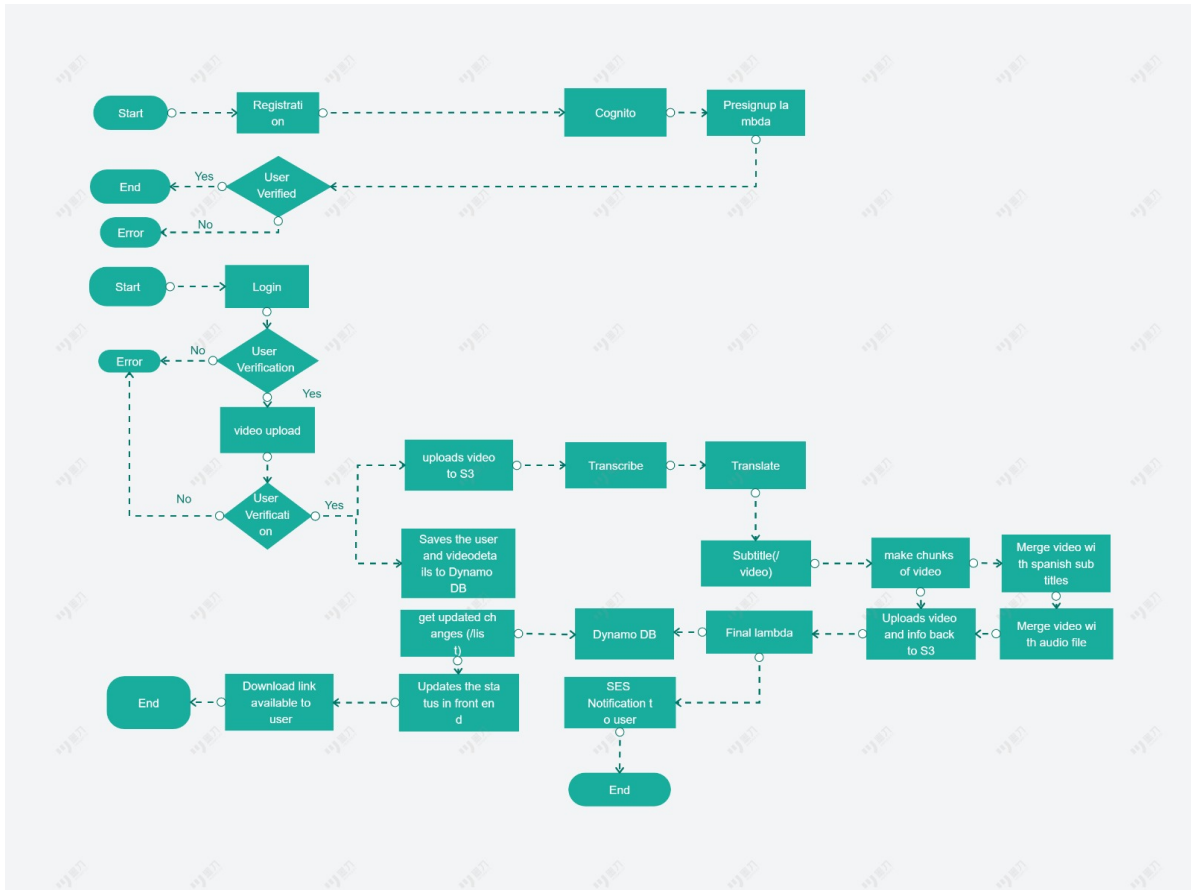 Start
Registrati
on
Cognito
Presignup la
mbda
End
Yes
User
Verified
Error
No
Start
Login
Error
No
User
Verification
Yes
video upload
No
User
Verificati
on
Yes
uploads video
to S3
Transcribe
Translate
Saves the user
and videodeta
ils to Dynamo
DB
Subtitle(/
video)
make chunks
of video
Merge video wi
th spanish sub
titles
get updated ch
anges (/lis
t)
Dynamo DB
Final lambda
Uploads video
and info back
to S3
Merge video wi
th audio file
End
Download link
available to
user
Updates the sta
tus in front en
d
SES
Notification t
o user
End